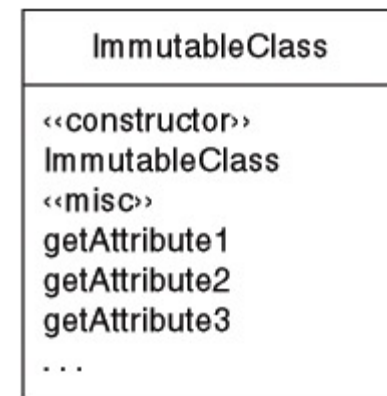 ImmutableClass
‹‹constructor››
ImmutableClass
‹‹misc››
getAttribute1
getAttribute2
getAttribute3
. . .